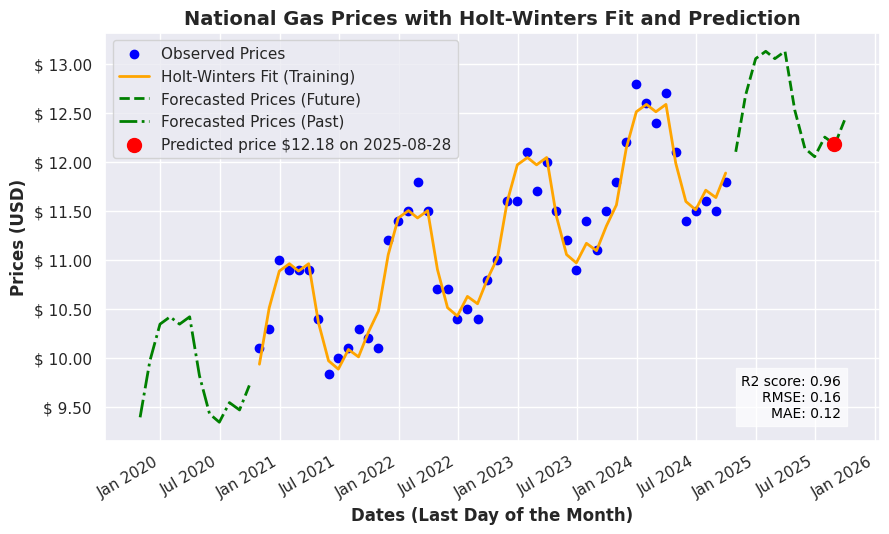 National Gas Prices with Holt-Winters Fit and Prediction
Observed Prices
Holt-Winters Fit (Training)
Forecasted Prices (Future)
Forecasted Prices (Past)
Predicted price $12.18 on 2025-08-28
Prices (USD)
$ 13.00
$ 12.50
$ 12.00
$ 11.50
$ 11.00
$ 10.50
$ 10.00
$ 9.50
R2 score: 0.96
RMSE: 0.16
MAE: 0.12
Jan 2020
Jul 2020
Jan 2021
Jul 2021
Jan 2022
Jul 2022
Jan 2023
Jul 2023
Jan 2024
Jul 2024
Jan 2025
Jul 2025
Jan 2026
Dates (Last Day of the Month)